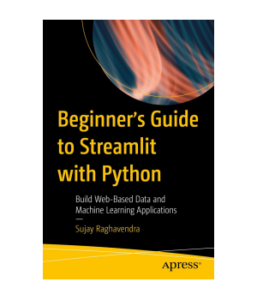 Beginner's Guide
to Streamlit
with Python
Build Web-Based Data and
Machine Learning Applications
—
Sujay Raghavendra
Apress®